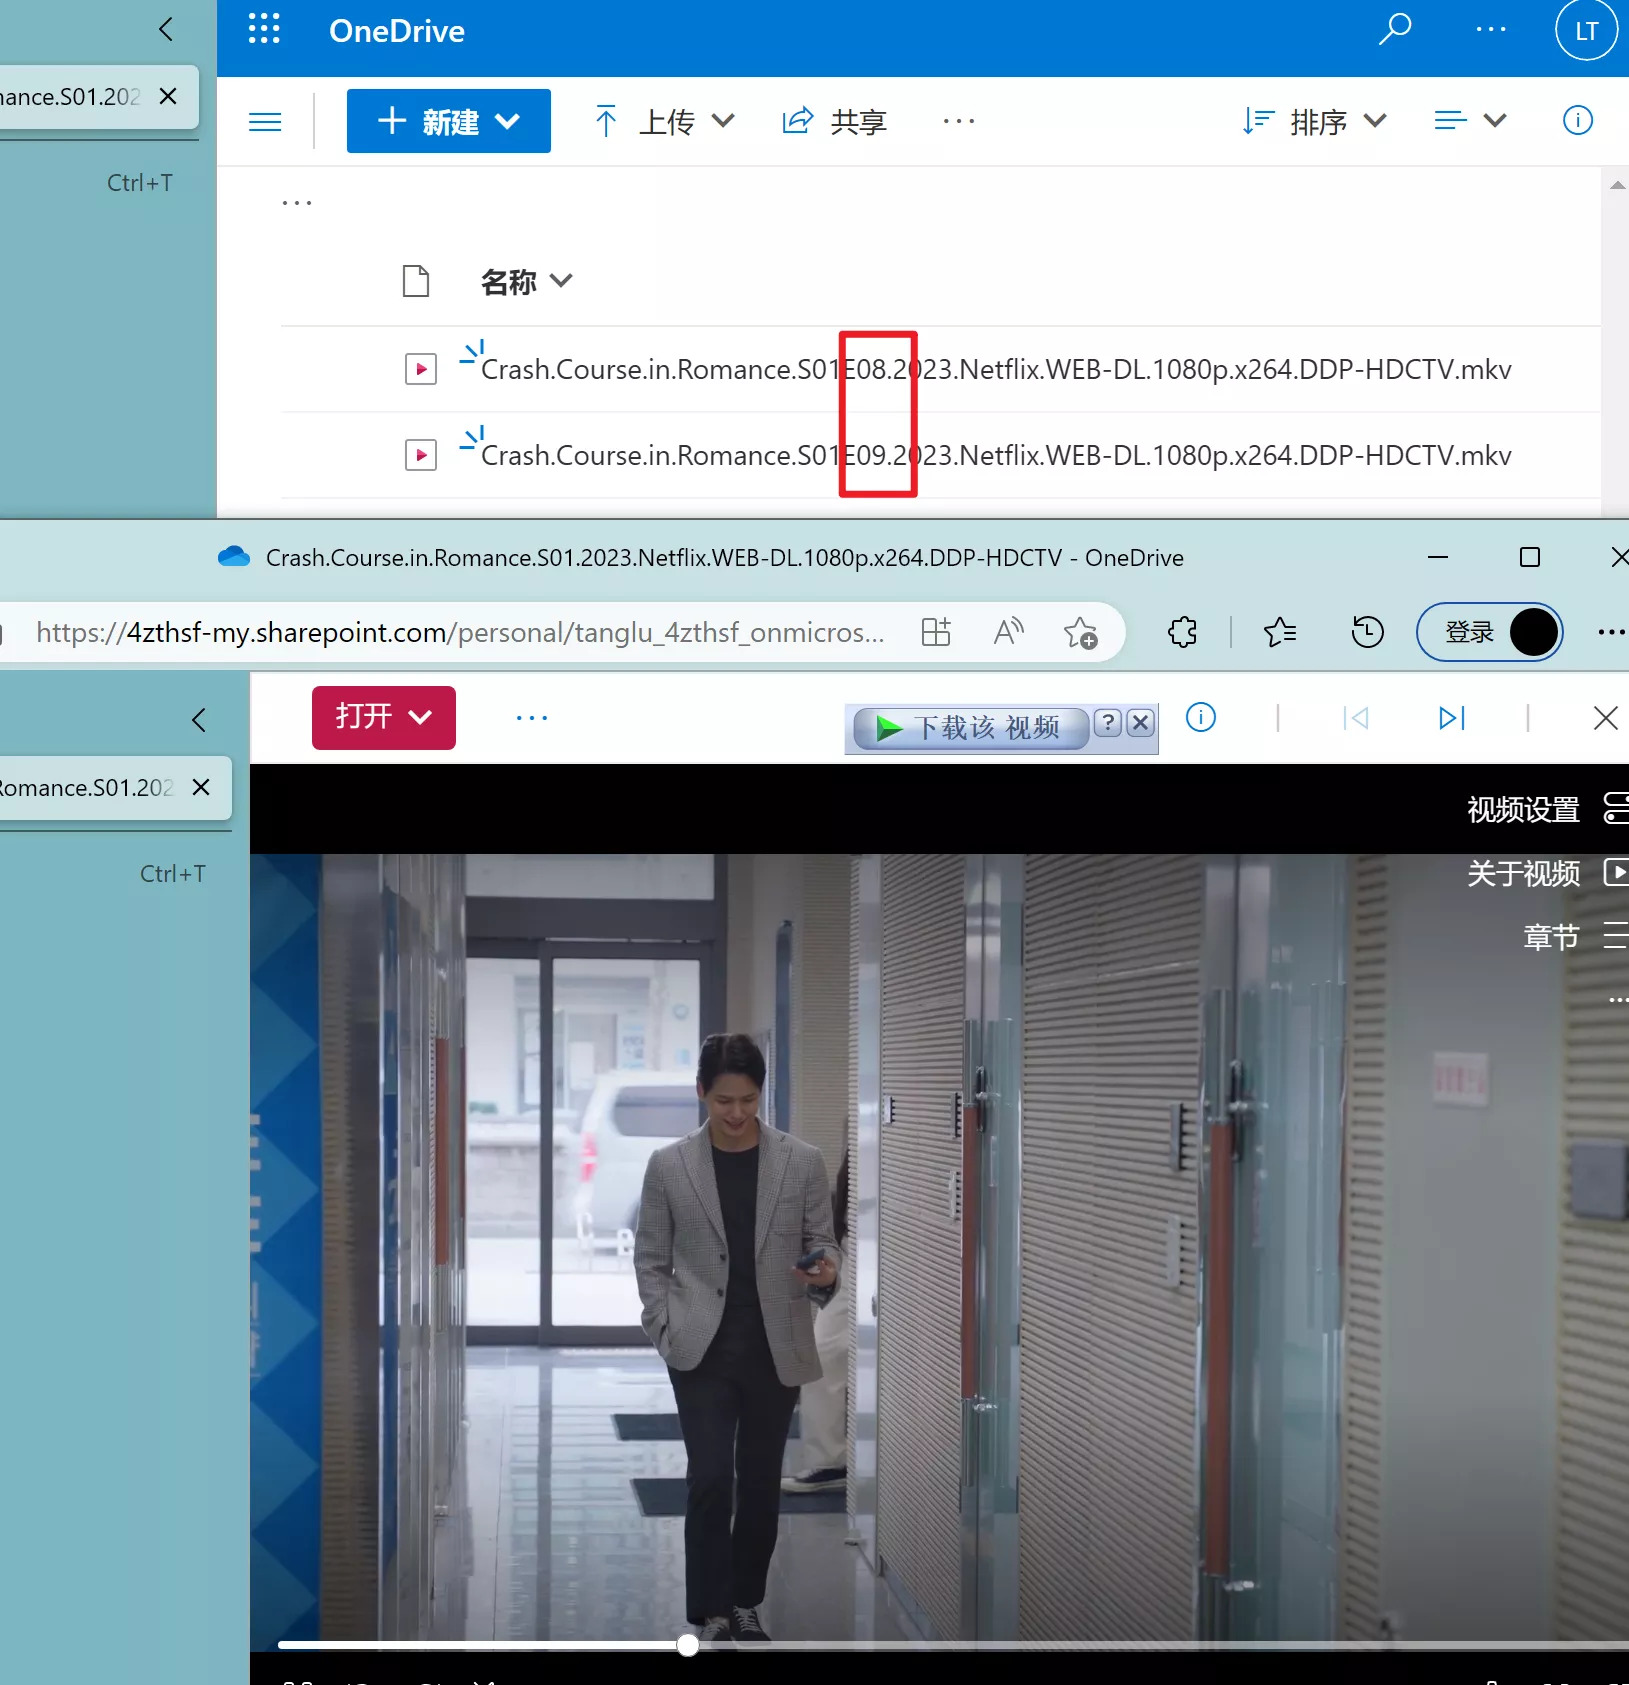 OneDrive
LT
mance.S01.202
Ctrl+T
新建
上传
共享
排序
名称
Crash.Course.in.Romance.S01E08.2023.Netflix.WEB-DL.1080p.x264.DDP-HDCTV.mkv
Crash.Course.in.Romance.S01E09.2023.Netflix.WEB-DL.1080p.x264.DDP-HDCTV.mkv
Crash.Course.in.Romance.S01.2023.Netflix.WEB-DL.1080p.x264.DDP-HDCTV - OneDrive
https://4zthsf-my.sharepoint.com/personal/tanglu_4zthsf_onmicros...
登录
打开
下载该 视频
Romance.S01.202
Ctrl+T
视频设置
关于视频
章节